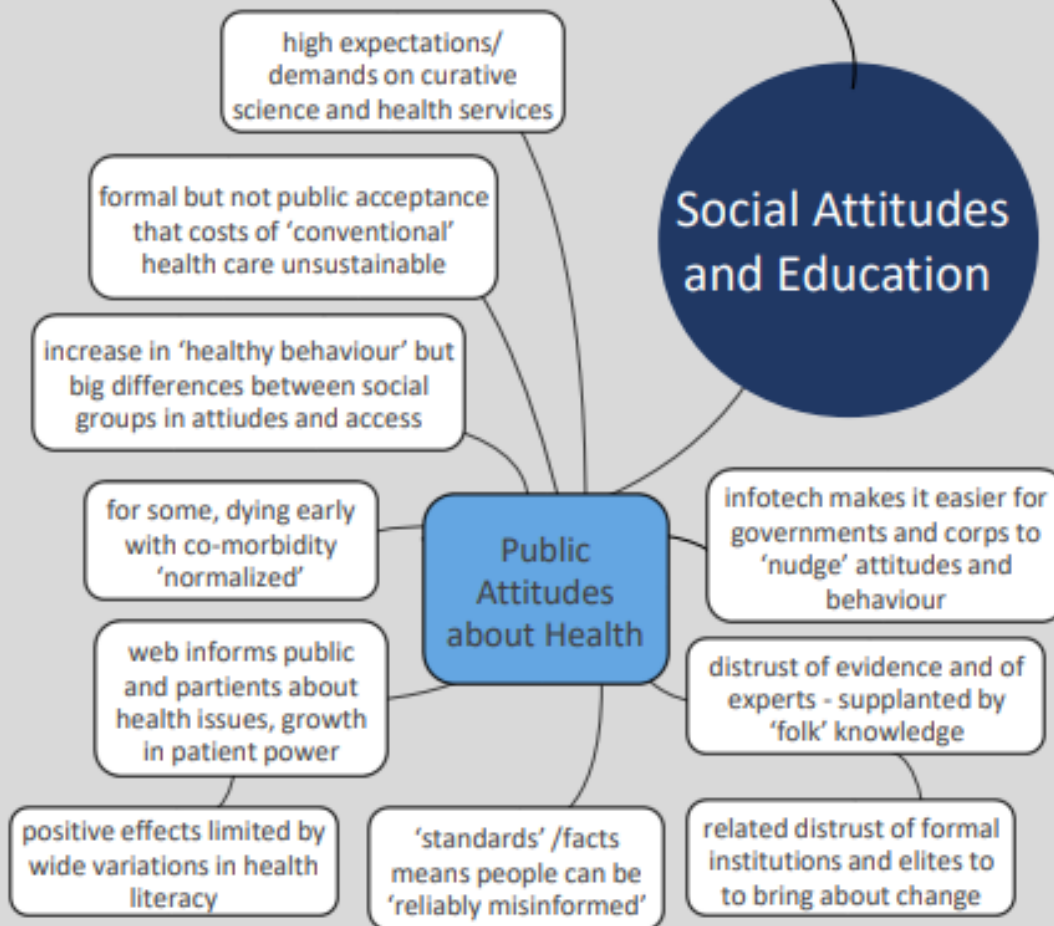 high expectations/
demands on curative
science and health services
Social Attitudes
and Education
formal but not public acceptance
that costs of ‘conventional’
health care unsustainable
increase in ‘healthy behaviour’ but
big differences between social
groups in attiudes and access
for some, dying early
with co-morbidity
‘normalized’
Public
Attitudes
about Health
infotech makes it easier for
governments and corps to
‘nudge’ attitudes and
behaviour
web informs public
and partients about
health issues, growth
in patient power
distrust of evidence and of
experts - supplanted by
‘folk’ knowledge
positive effects limited by
wide variations in health
literacy
‘standards’ /facts
means people can be
‘reliably misinformed’
related distrust of formal
institutions and elites to
to bring about change